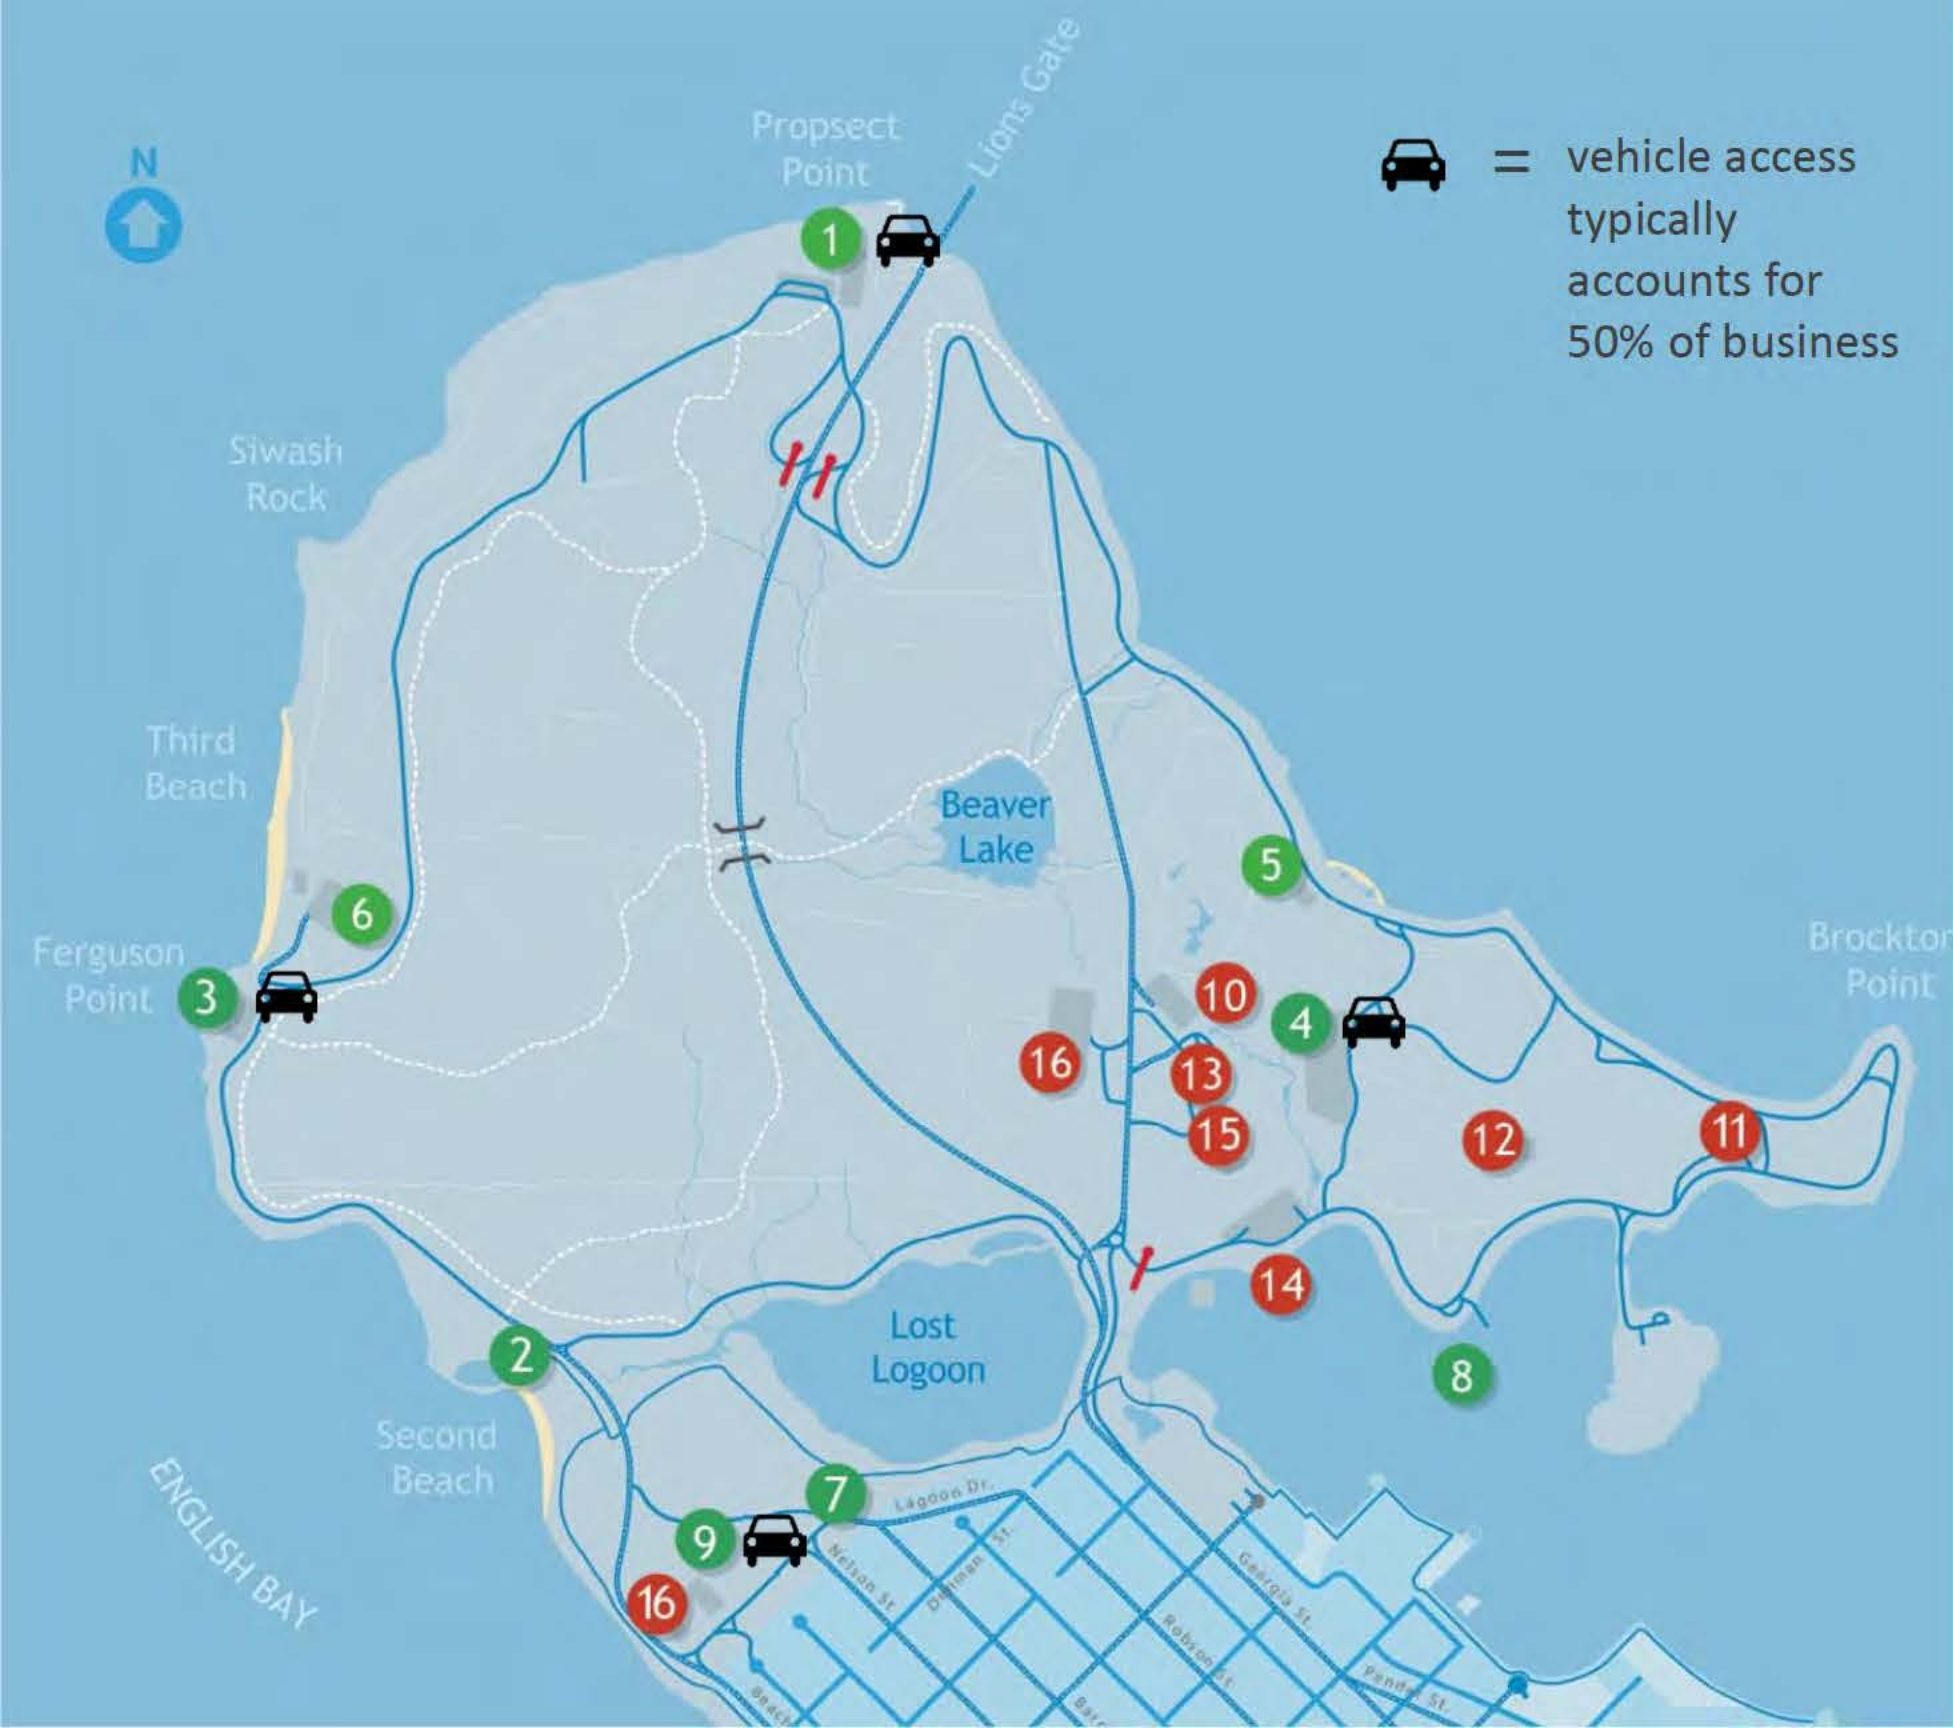 Lions Gate
Propsect
Point
N
vehicle access
=
typically
accounts for
50% of business
1
Siwash
Rock
Third
Beach
Beaver
Lake
5
6
Ferguson
Point
3
Brockton
Point
10
4
16
13
15
12
11
14
2
Lost
Logoon
8
Second
Beach
ENGLISH BAY
7
Lagoon Dr.
9
16
Nelson St.
St.
Georgia St.
Robson St.
Pender St.
Beach